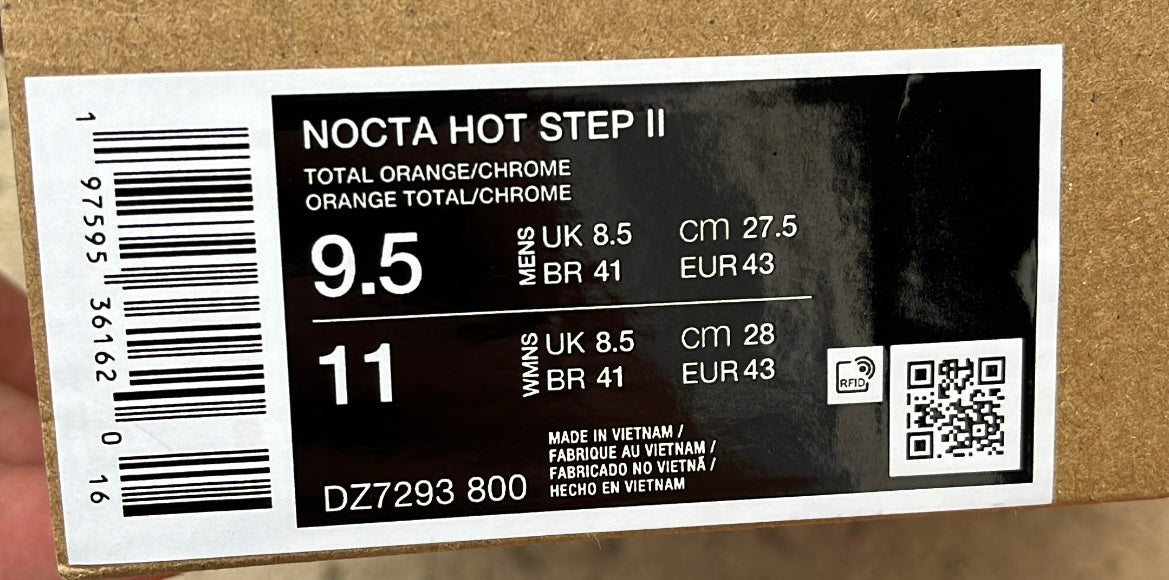 1 97595 36162 0 16
NOCTA HOT STEP II
TOTAL ORANGE/CHROME
ORANGE TOTAL/CHROME
9.5 MENS UK 8.5 cm 27.5
BR 41 EUR 43
11 WMNS UK 8.5 cm 28
BR 41 EUR 43
RFID
MADE IN VIETNAM /
FABRIQUE AU VIETNAM /
FABRICADO NO VIETNÃ /
HECHO EN VIETNAM
DZ7293 800